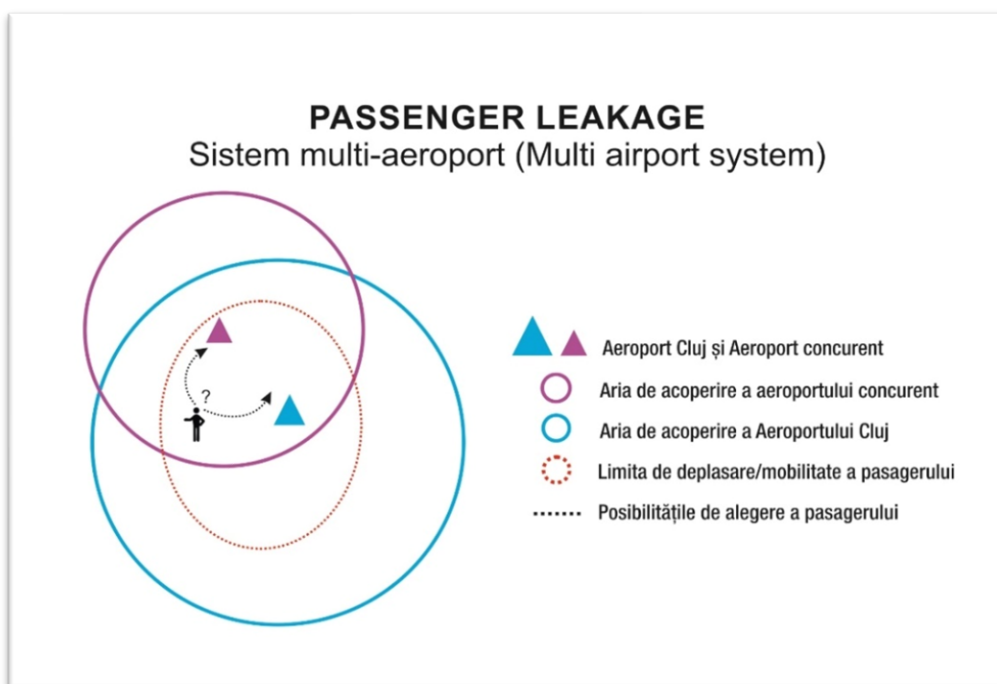 PASSENGER LEAKAGE
Sistem multi-aeroport (Multi airport system)
?
Aeroport Cluj și Aeroport concurent
Aria de acoperire a aeroportului concurent
Aria de acoperire a Aeroportului Cluj
Limita de deplasare/mobilitate a pasagerului
Posibilitățile de alegere a pasagerului